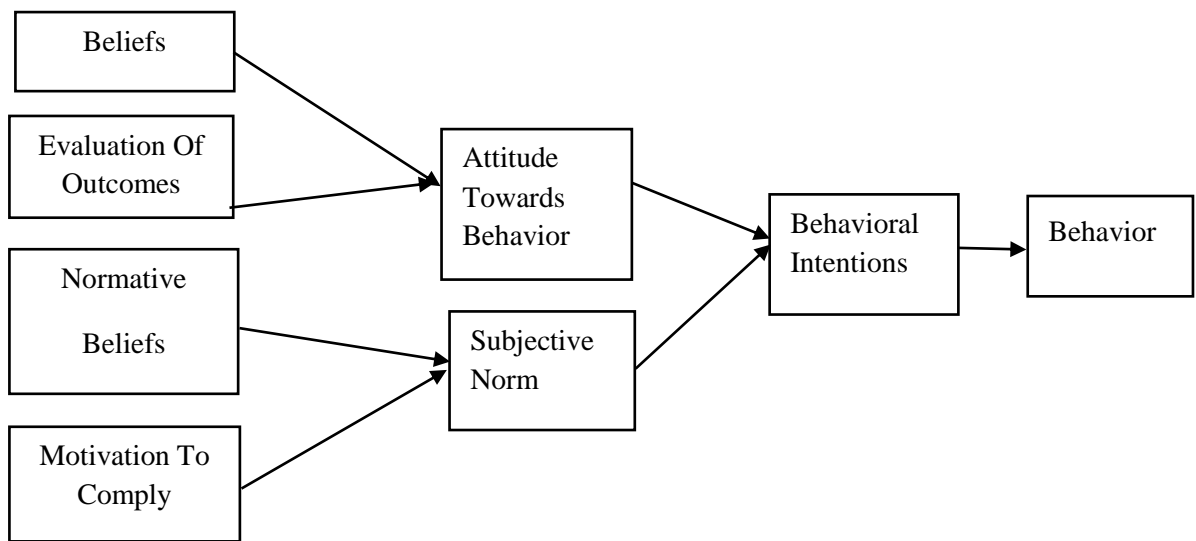 Beliefs
Evaluation Of
Outcomes
Normative
Beliefs
Motivation To
Comply
Attitude
Towards
Behavior
Subjective
Norm
Behavioral
Intentions
Behavior